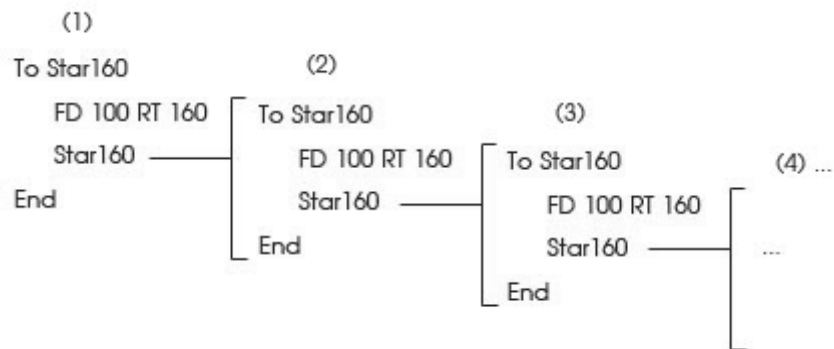 (1)
To Star160
FD 100 RT 160
Star160
End
(2)
To Star160
FD 100 RT 160
Star160
End
(3)
To Star160
FD 100 RT 160
Star160
End
(4) ...
...